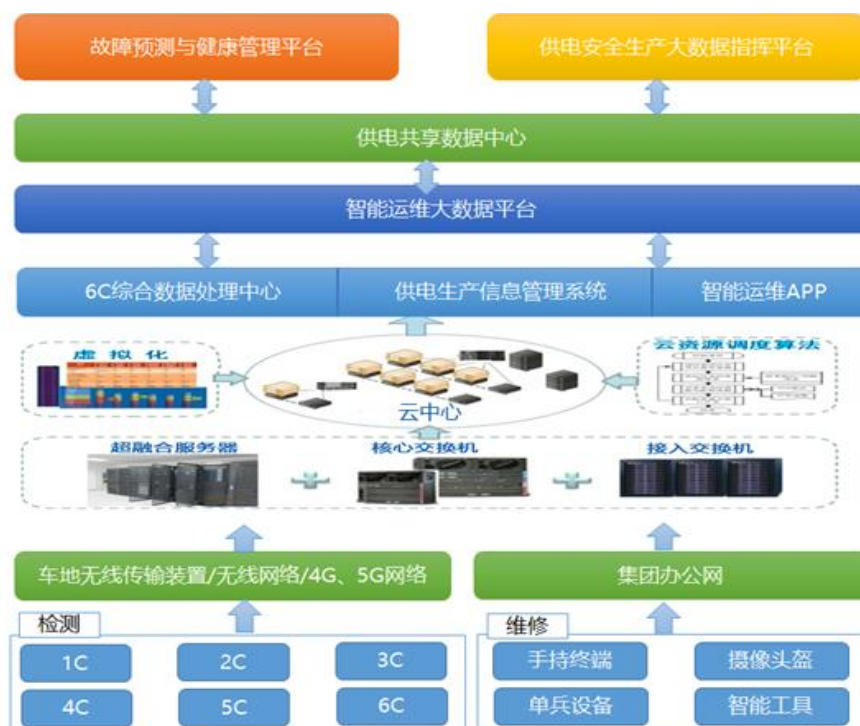 故障预测与健康管理平台
供电安全生产大数据指挥平台
供电共享数据中心
智能运维大数据平台
6C综合数据处理中心
供电生产信息管理系统
智能运维APP
虚拟化
云资源调度算法
云中心
超融合服务器
核心交换机
接入交换机
车地无线传输装置/无线网络/4G、5G网络
集团办公网
检测
维修
1C
2C
3C
手持终端
摄像头盔
4C
5C
6C
单兵设备
智能工具